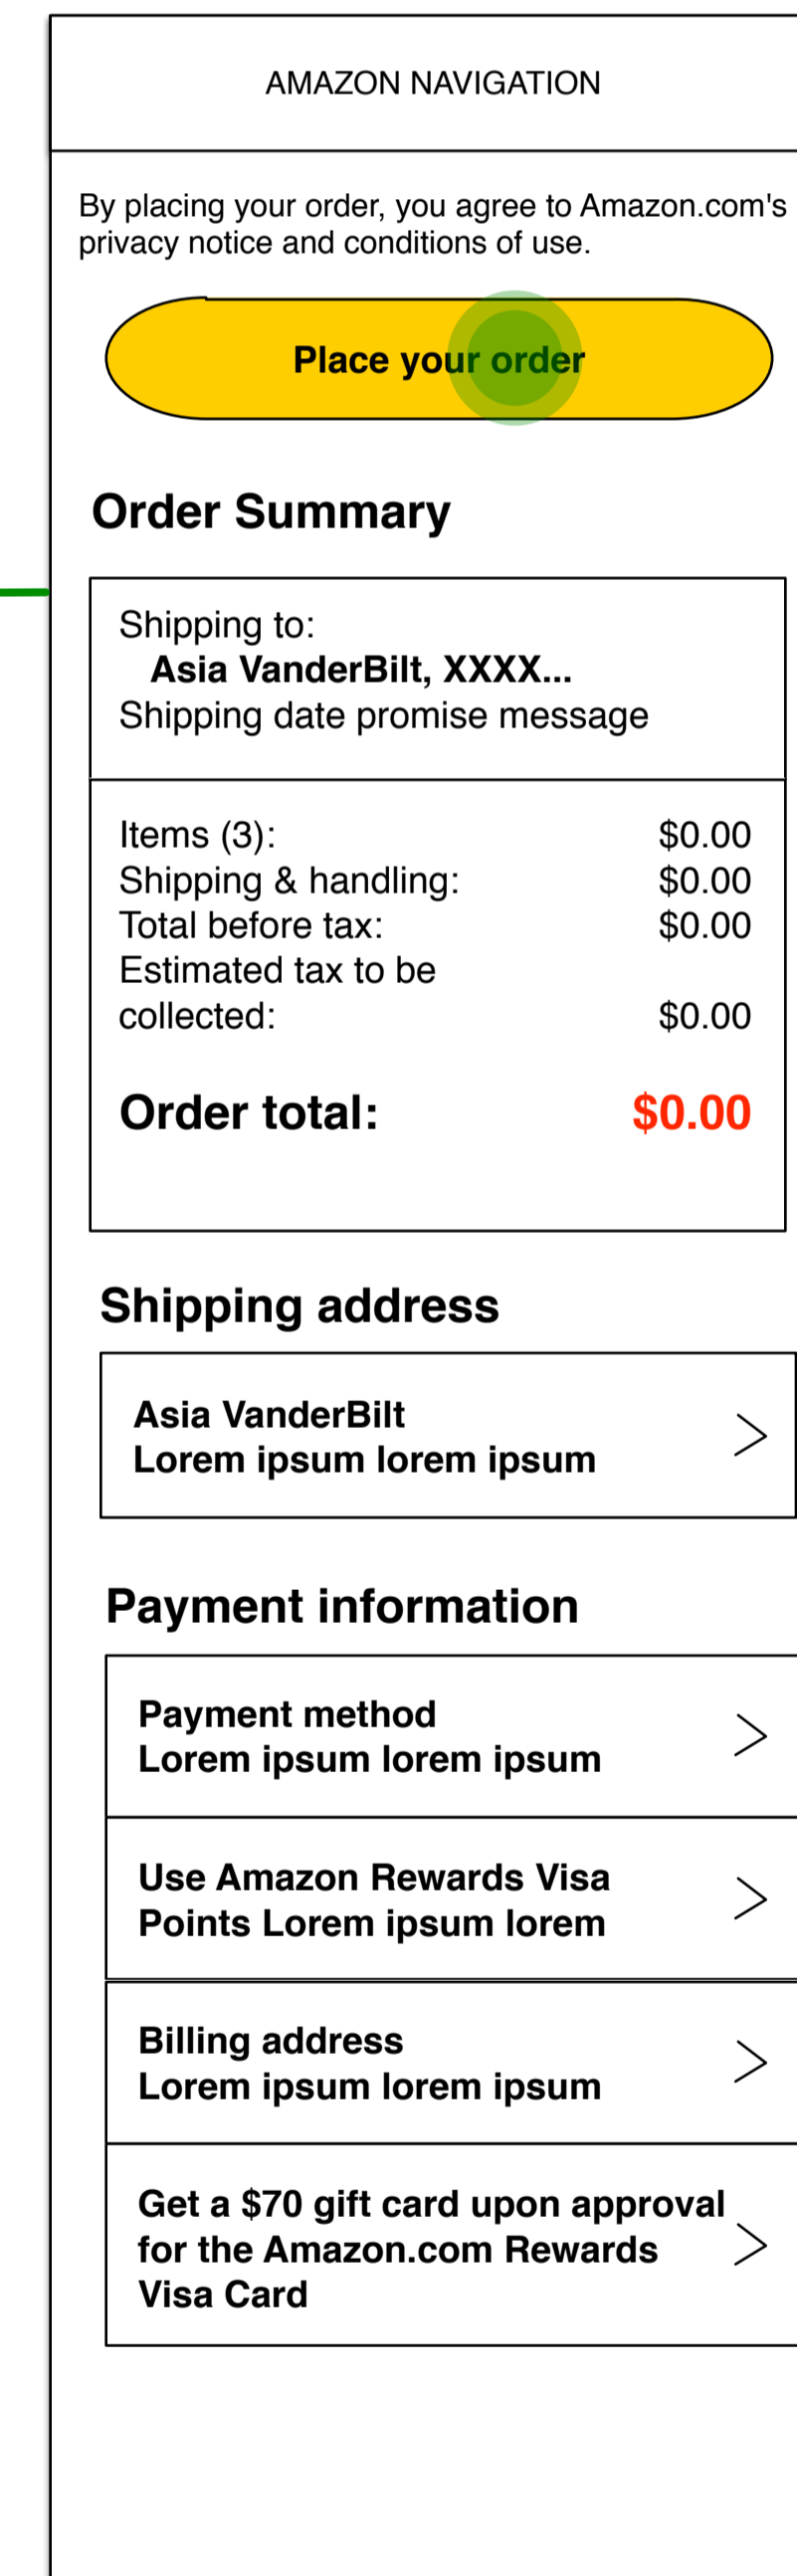 AMAZON NAVIGATION
By placing your order, you agree to Amazon.com's
privacy notice and conditions of use.
Place your order
Order Summary
Shipping to:
Asia VanderBilt, XXXX...
Shipping date promise message
Items (3): $0.00
Shipping & handling: $0.00
Total before tax: $0.00
Estimated tax to be
collected: $0.00
Order total: $0.00
Shipping address
Asia VanderBilt
Lorem ipsum lorem ipsum
Payment information
Payment method
Lorem ipsum lorem ipsum
Use Amazon Rewards Visa
Points Lorem ipsum lorem
Billing address
Lorem ipsum lorem ipsum
Get a $70 gift card upon approval
for the Amazon.com Rewards
Visa Card